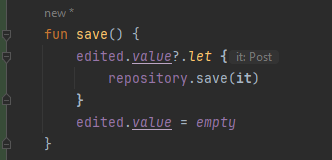 new *
fun save() {
edited.value?.let { it: Post
repository.save(it)
}
edited.value = empty
}